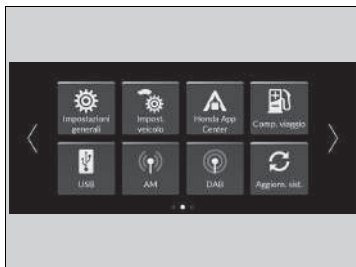 Impostazioni
generali
Impost.
veicolo
Honda App
Center
Comp. viaggio
USB
AM
DAB
Aggiorn. sist.